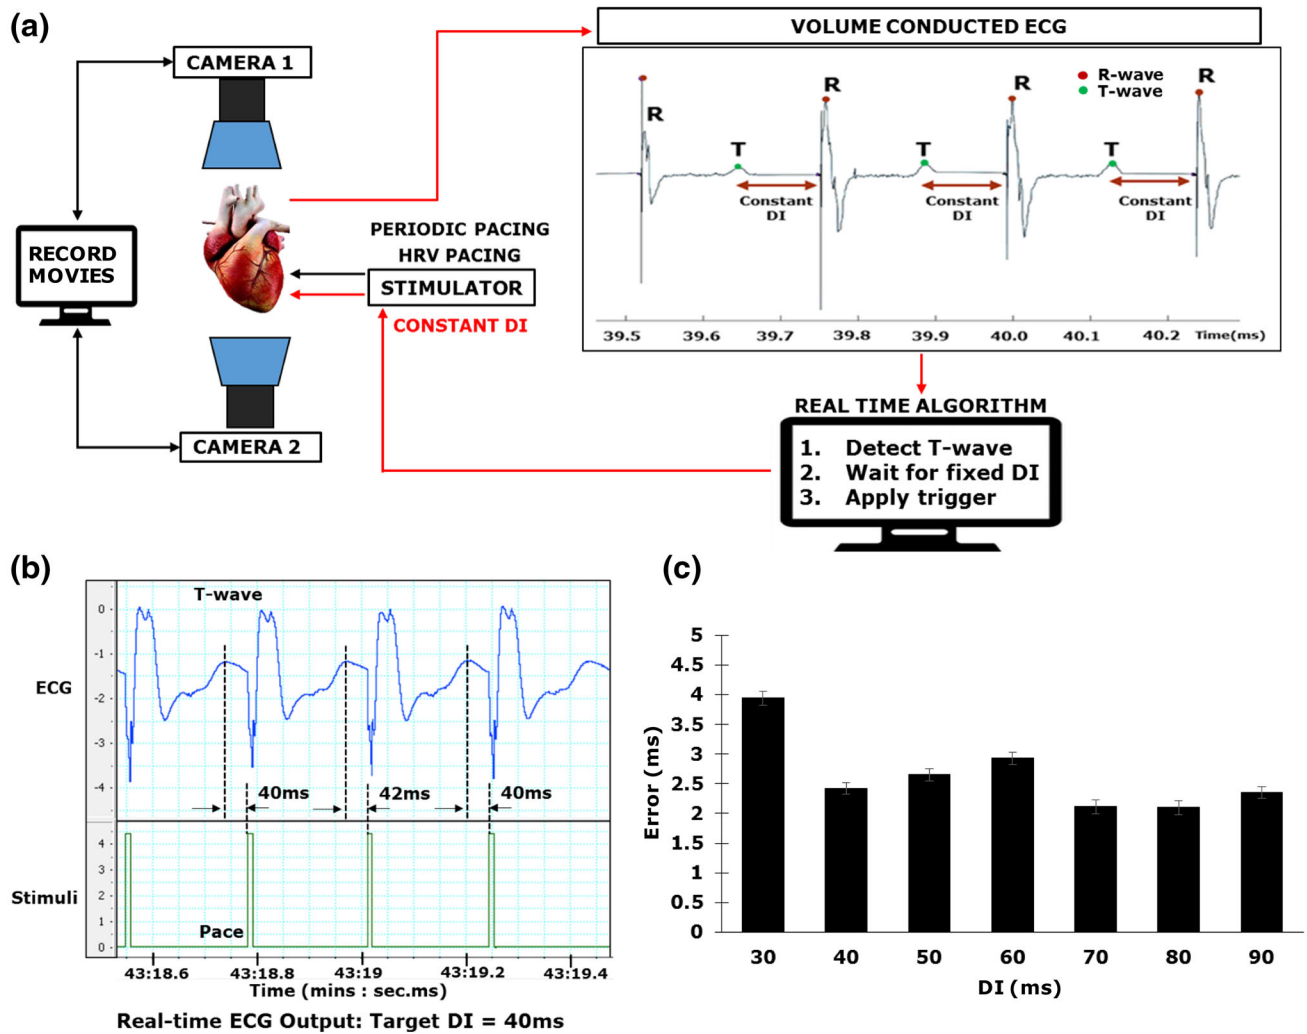 (a)
CAMERA 1
RECORD
MOVIES
CAMERA 2
PERIODIC PACING
HRV PACING
STIMULATOR
CONSTANT DI
VOLUME CONDUCTED ECG
R-wave
T-wave
R
R
R
R
T
T
T
Constant
DI
Constant
DI
Constant
DI
39.5 39.6 39.7 39.8 39.9 40.0 40.1 40.2 Time(ms)
REAL TIME ALGORITHM
1. Detect T-wave
2. Wait for fixed DI
3. Apply trigger
(b)
T-wave
ECG
0
-1
-2
-3
-4
40ms 42ms 40ms
Stimuli
4
3
2
1
0
Pace
43:18.6 43:18.8 43:19 43:19.2 43:19.4
Time (mins : sec.ms)
Real-time ECG Output: Target DI = 40ms
(c)
Error (ms)
5
4.5
4
3.5
3
2.5
2
1.5
1
0.5
0
30 40 50 60 70 80 90
DI (ms)